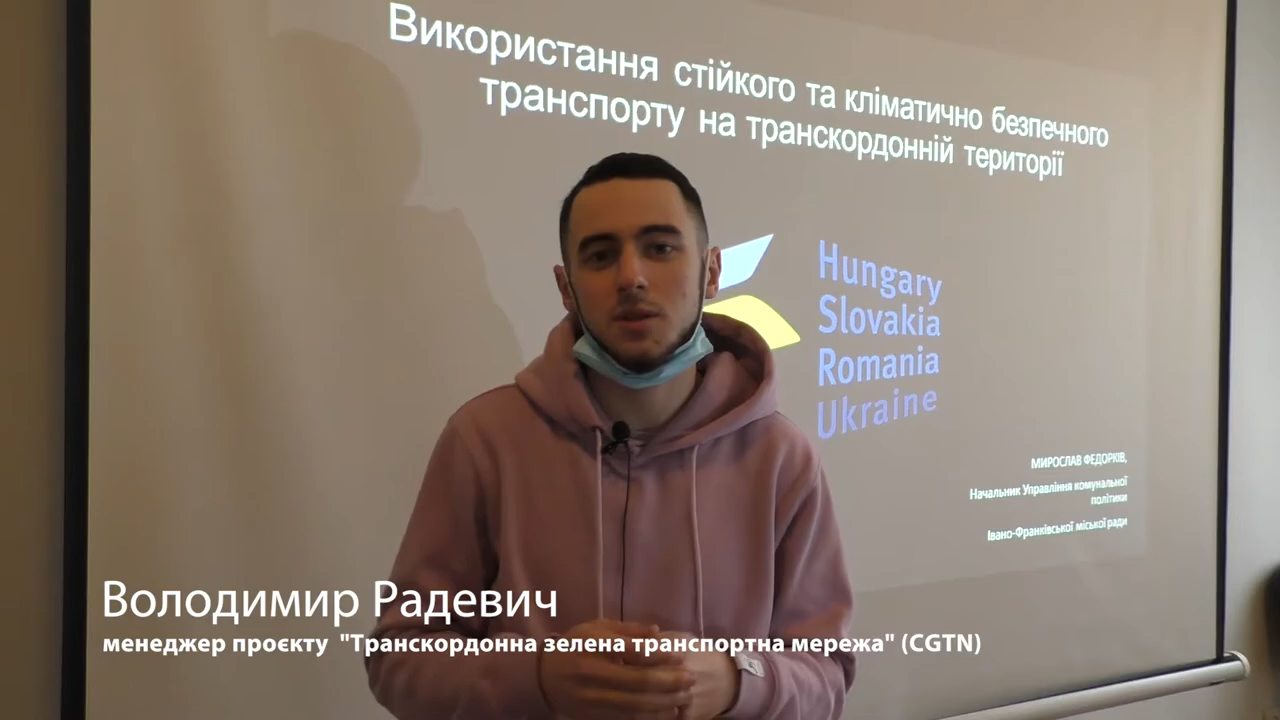 Використання стійкого та кліматично безпечного
транспорту на транскордонній території
Hungary
Slovakia
Romania
Ukraine
МИРОСЛАВ ФЕДОРКІВ,
Начальник Управління комунальної
політики
Івано-Франківської міської ради
Володимир Радевич
менеджер проєкту "Транскордонна зелена транспортна мережа" (CGTN)